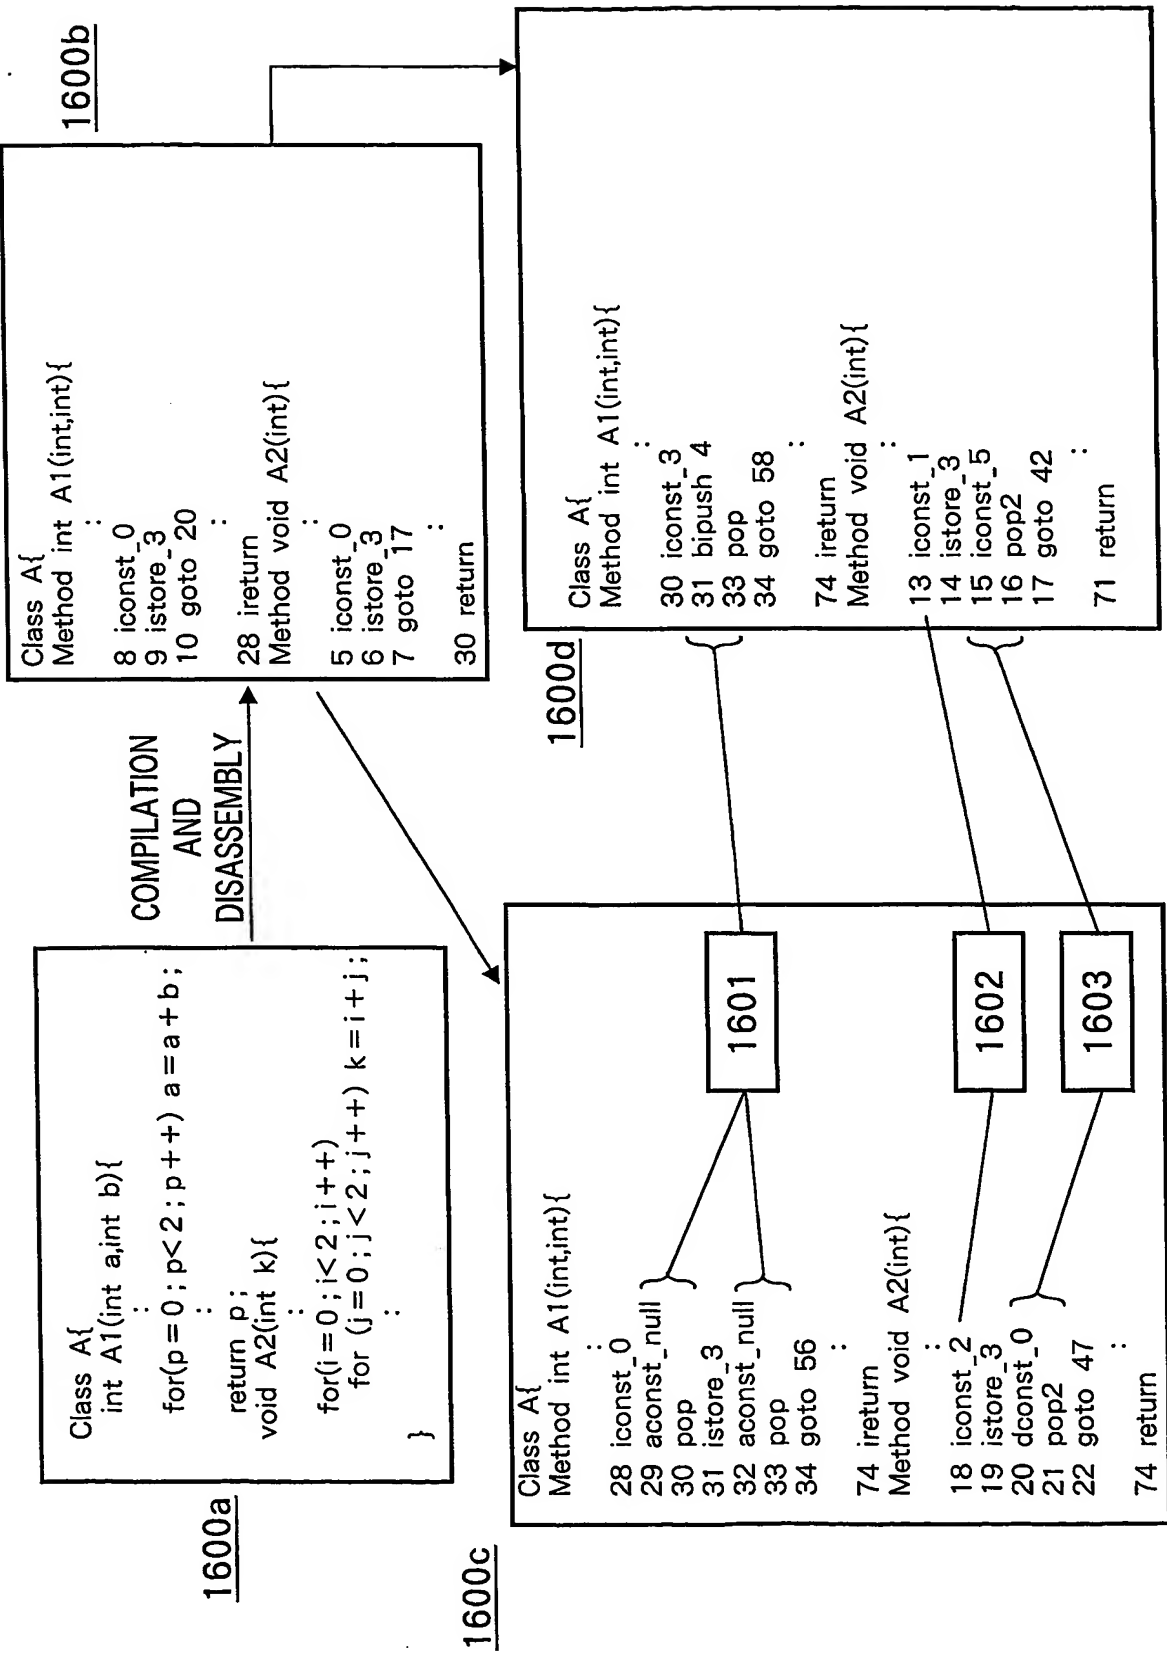 1600a
Class A{
int A1(int a,int b){
:
for(p=0;p<2;p++) a=a+b;
:
return p;
void A2(int k){
:
for(i=0;i<2;i++)
for (j=0;j<2;j++) k=i+j;
:
}
COMPILATION
AND
DISASSEMBLY
1600b
Class A{
Method int A1(int,int){
:
8 iconst_0
9 istore_3
10 goto 20
:
28 ireturn
Method void A2(int){
:
5 iconst_0
6 istore_3
7 goto 17
:
30 return
1600c
Class A{
Method int A1(int,int){
:
28 iconst_0
29 aconst_null
30 pop
31 istore_3
32 aconst_null
33 pop
34 goto 56
:
74 ireturn
Method void A2(int){
:
18 iconst_2
19 istore_3
20 dconst_0
21 pop2
22 goto 47
:
74 return
1601
1602
1603
1600d
Class A{
Method int A1(int,int){
:
30 iconst_3
31 bipush 4
33 pop
34 goto 58
:
74 ireturn
Method void A2(int){
:
13 iconst_1
14 istore_3
15 iconst_5
16 pop2
17 goto 42
:
71 return